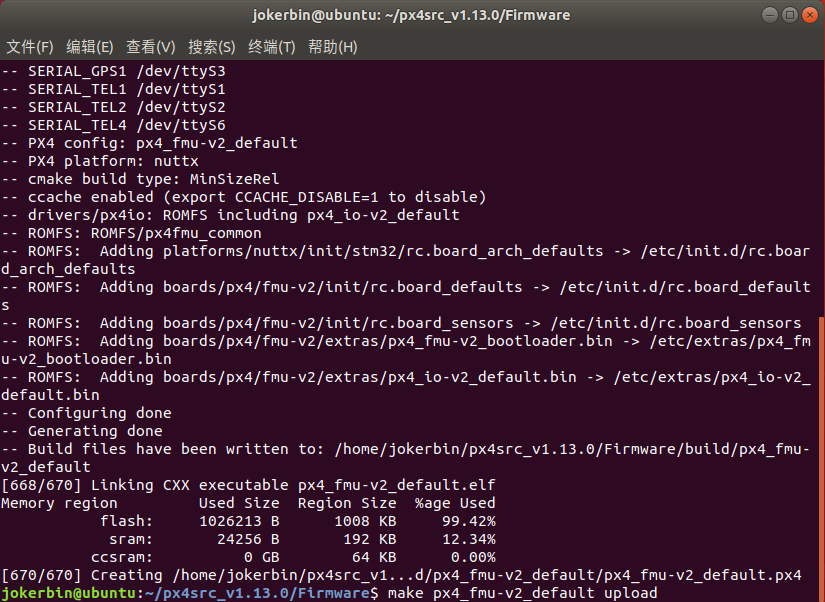 jokerbin@ubuntu: ~/px4src_v1.13.0/Firmware
文件(F) 编辑(E) 查看(V) 搜索(S) 终端(T) 帮助(H)
-- SERIAL_GPS1 /dev/ttyS3
-- SERIAL_TEL1 /dev/ttyS1
-- SERIAL_TEL2 /dev/ttyS2
-- SERIAL_TEL4 /dev/ttyS6
-- PX4 config: px4_fmu-v2_default
-- PX4 platform: nuttx
-- cmake build type: MinSizeRel
-- ccache enabled (export CCACHE_DISABLE=1 to disable)
-- drivers/px4io: ROMFS including px4_io-v2_default
-- ROMFS: ROMFS/px4fmu_common
-- ROMFS:  Adding platforms/nuttx/init/stm32/rc.board_arch_defaults -> /etc/init.d/rc.boar
d_arch_defaults
-- ROMFS:  Adding boards/px4/fmu-v2/init/rc.board_defaults -> /etc/init.d/rc.board_default
s
-- ROMFS:  Adding boards/px4/fmu-v2/init/rc.board_sensors -> /etc/init.d/rc.board_sensors
-- ROMFS:  Adding boards/px4/fmu-v2/extras/px4_fmu-v2_bootloader.bin -> /etc/extras/px4_fm
u-v2_bootloader.bin
-- ROMFS:  Adding boards/px4/fmu-v2/extras/px4_io-v2_default.bin -> /etc/extras/px4_io-v2_
default.bin
-- Configuring done
-- Generating done
-- Build files have been written to: /home/jokerbin/px4src_v1.13.0/Firmware/build/px4_fmu-
v2_default
[668/670] Linking CXX executable px4_fmu-v2_default.elf
Memory region         Used Size  Region Size  %age Used
           flash:     1026213 B      1008 KB     99.42%
            sram:       24256 B       192 KB     12.34%
          ccsram:          0 GB        64 KB      0.00%
[670/670] Creating /home/jokerbin/px4src_v1...d/px4_fmu-v2_default/px4_fmu-v2_default.px4
jokerbin@ubuntu:~/px4src_v1.13.0/Firmware$ make px4_fmu-v2_default upload